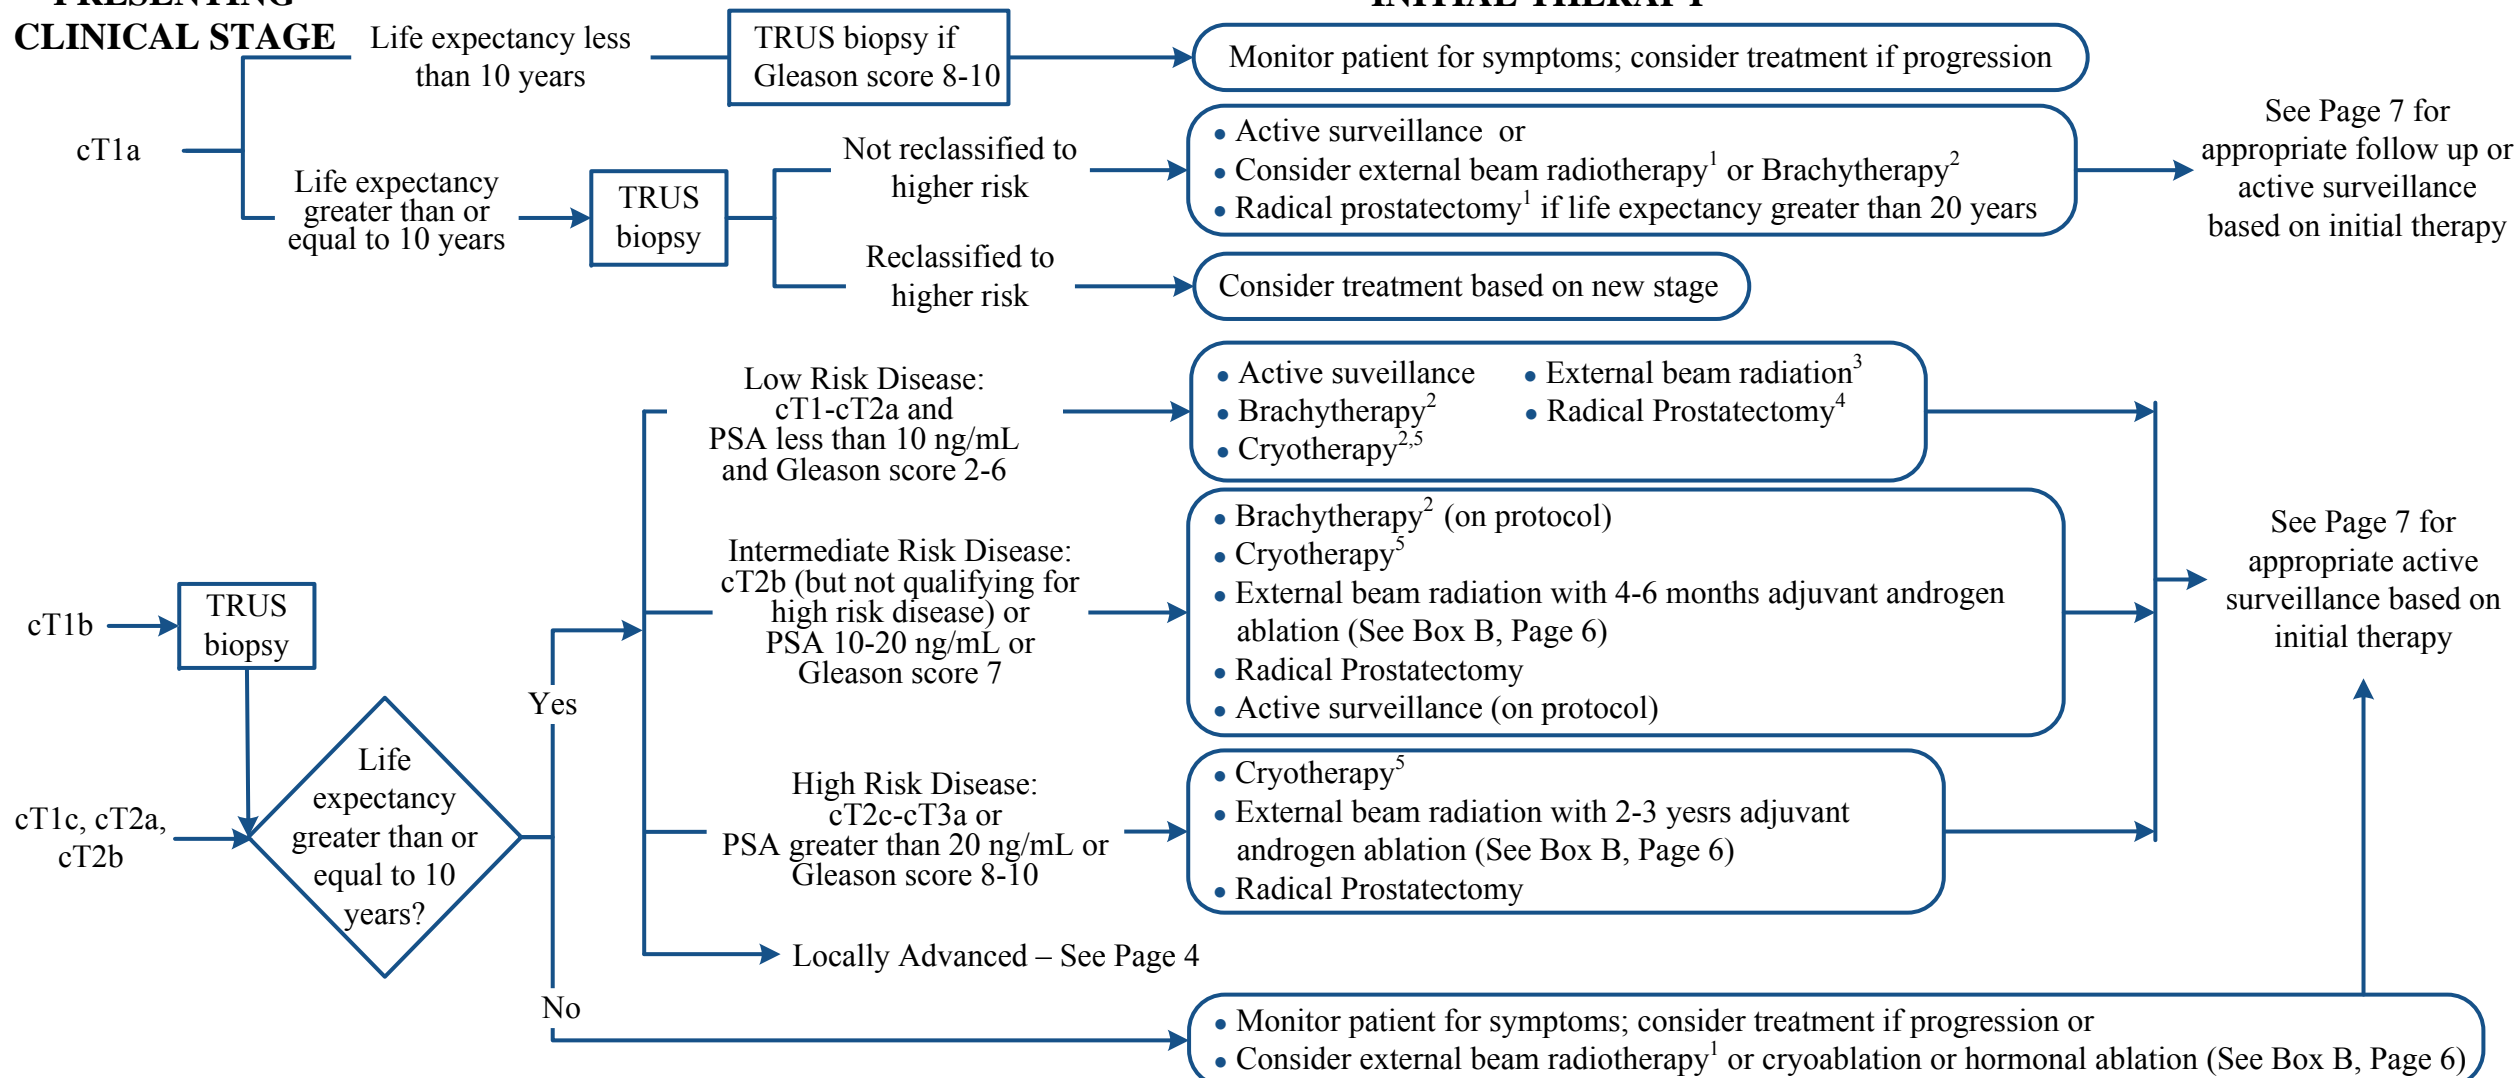 PRESENTING
CLINICAL STAGE
INITIAL THERAPY
Life expectancy less
than 10 years
TRUS biopsy if
Gleason score 8-10
Monitor patient for symptoms; consider treatment if progression
cT1a
Life expectancy
greater than or
equal to 10 years
TRUS
biopsy
Not reclassified to
higher risk
• Active surveillance or
• Consider external beam radiotherapy1 or Brachytherapy2
• Radical prostatectomy1 if life expectancy greater than 20 years
See Page 7 for
appropriate follow up or
active surveillance
based on initial therapy
Reclassified to
higher risk
Consider treatment based on new stage
Low Risk Disease:
cT1-cT2a and
PSA less than 10 ng/mL
and Gleason score 2-6
• Active suveillance
• Brachytherapy2
• Cryotherapy2,5
• External beam radiation3
• Radical Prostatectomy4
Intermediate Risk Disease:
cT2b (but not qualifying for
high risk disease) or
PSA 10-20 ng/mL or
Gleason score 7
• Brachytherapy2 (on protocol)
• Cryotherapy5
• External beam radiation with 4-6 months adjuvant androgen
ablation (See Box B, Page 6)
• Radical Prostatectomy
• Active surveillance (on protocol)
See Page 7 for
appropriate active
surveillance based on
initial therapy
cT1b
TRUS
biopsy
cT1c, cT2a,
cT2b
Life
expectancy
greater than or
equal to 10
years?
Yes
High Risk Disease:
cT2c-cT3a or
PSA greater than 20 ng/mL or
Gleason score 8-10
• Cryotherapy5
• External beam radiation with 2-3 yesrs adjuvant
androgen ablation (See Box B, Page 6)
• Radical Prostatectomy
Locally Advanced – See Page 4
No
• Monitor patient for symptoms; consider treatment if progression or
• Consider external beam radiotherapy1 or cryoablation or hormonal ablation (See Box B, Page 6)